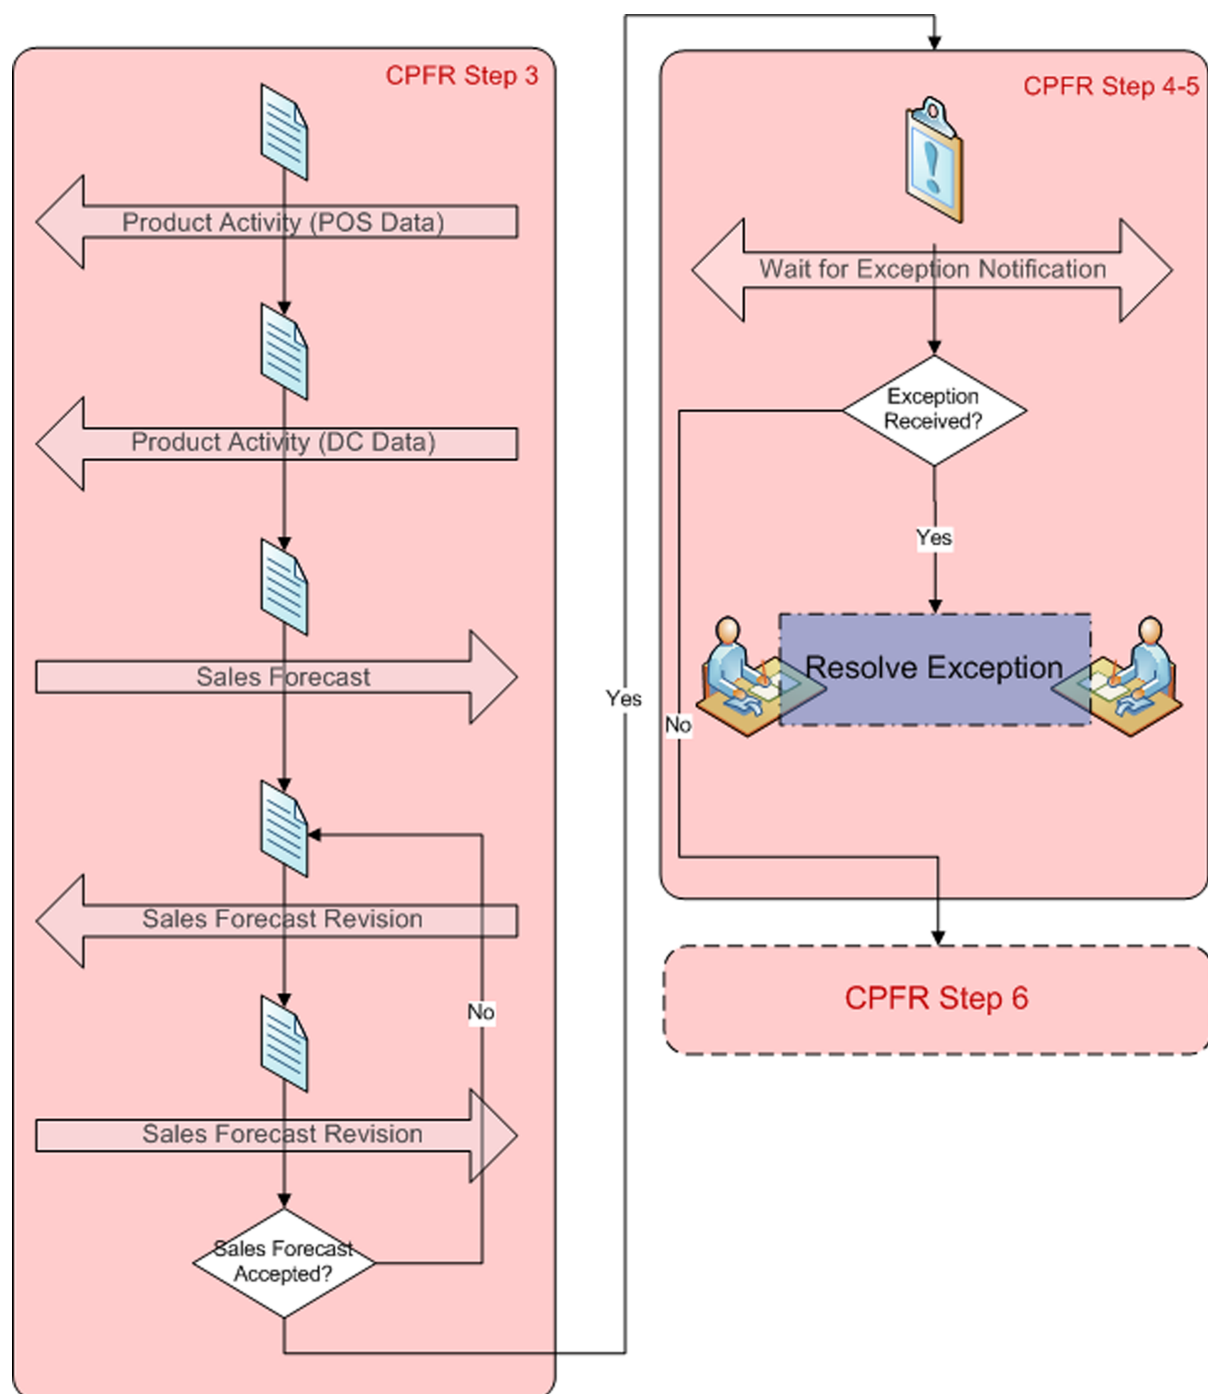 CPFR Step 3
Product Activity (POS Data)
Product Activity (DC Data)
Sales Forecast
Sales Forecast Revision
No
Sales Forecast Revision
Sales Forecast
Accepted?
Yes
CPFR Step 4-5
Wait for Exception Notification
Exception
Received?
Yes
Resolve Exception
No
CPFR Step 6